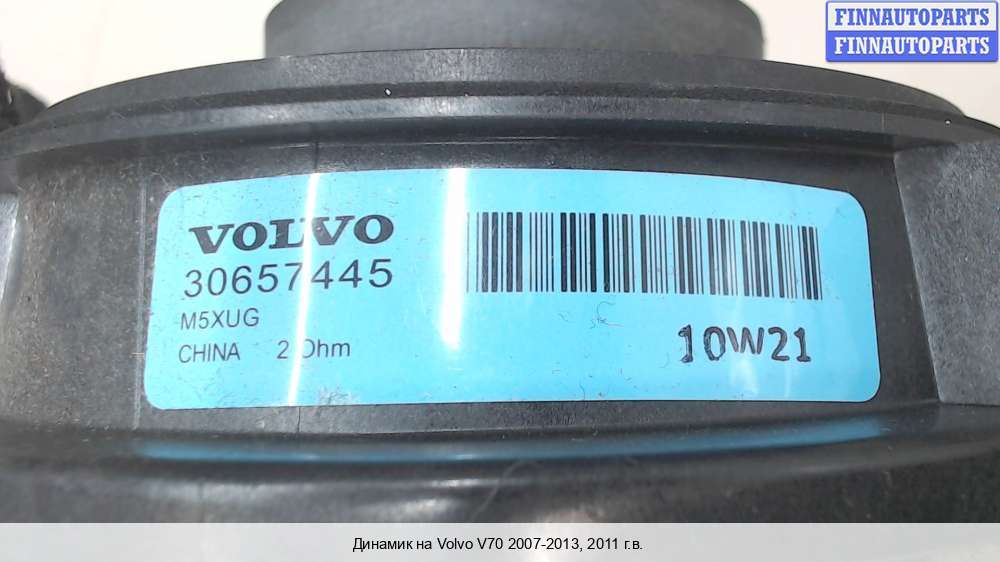 FINNAUTOPARTS
FINNAUTOPARTS
VOLVO
30657445
M5XUG
CHINA 2 Ohm
10W21
Динамик на Volvo V70 2007-2013, 2011 г.в.